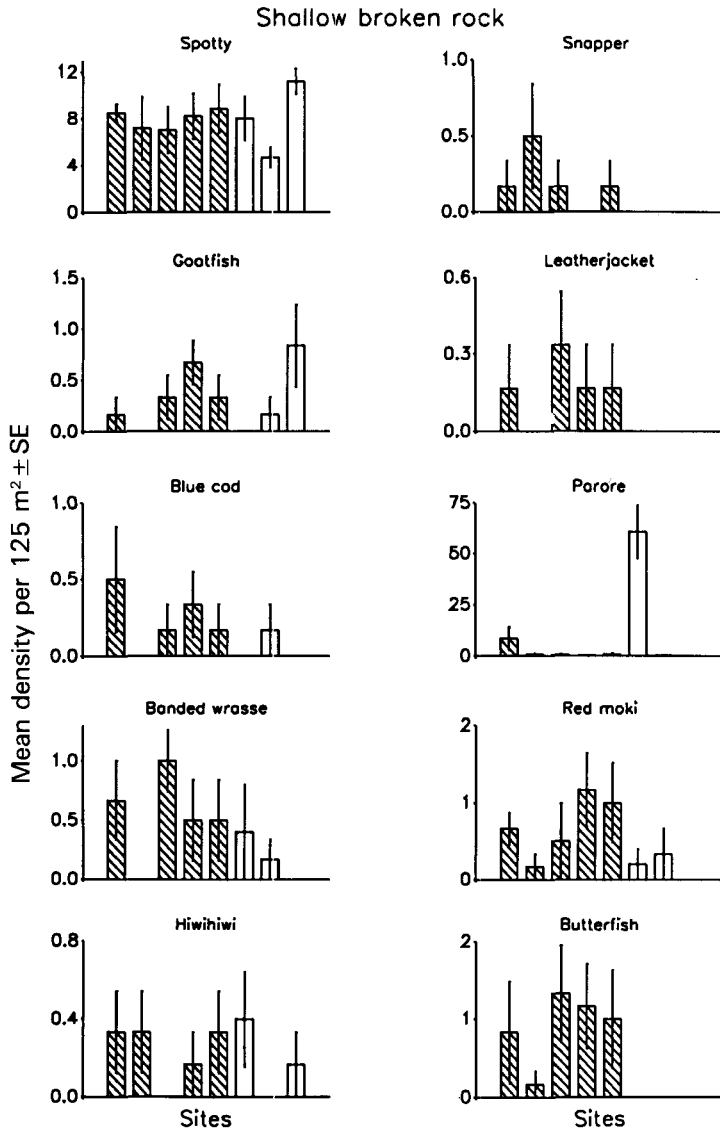 Shallow broken rock
Spotty
12
8
4
0
Snapper
1.0
0.5
0.0
Goatfish
1.5
1.0
0.5
0.0
Leatherjacket
0.6
0.3
0.0
Blue cod
1.0
0.5
0.0
Parore
75
50
25
0
Banded wrasse
1.0
0.5
0.0
Red moki
2
1
0
Hiwihiwi
0.8
0.4
0.0
Butterfish
2
1
0
Mean density per 125 m²±SE
Sites
Sites